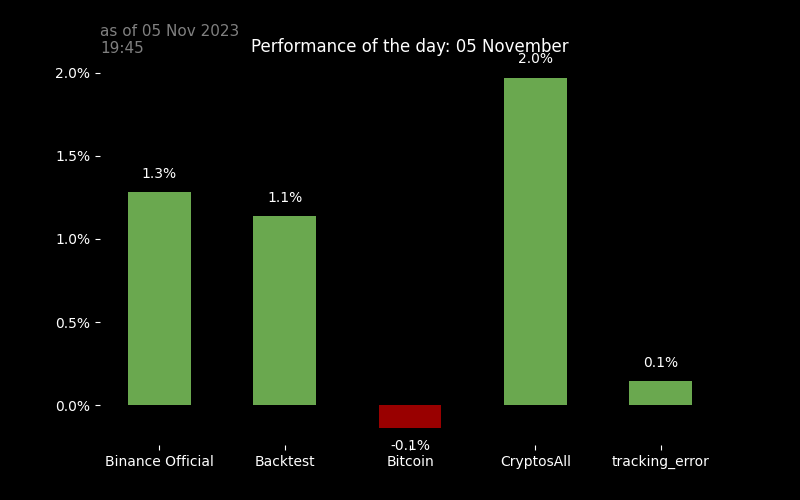 as of 05 Nov 2023
19:45
Performance of the day: 05 November
2.0%
2.0%
1.5%
1.3%
1.1%
1.0%
0.5%
0.1%
0.0%
-0.1%
Binance Official
Backtest
Bitcoin
CryptosAll
tracking_error